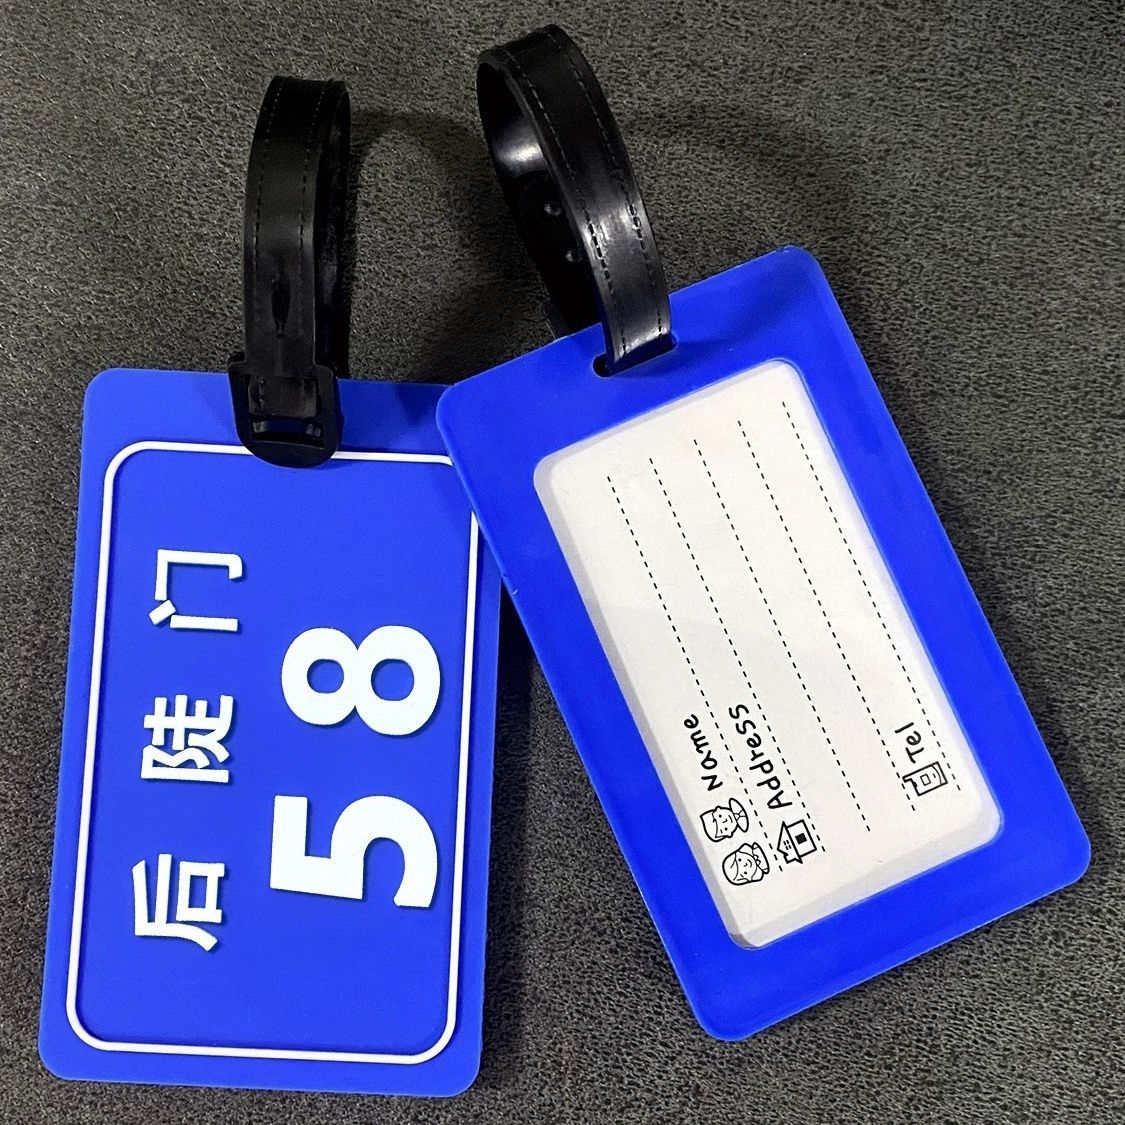 后陡门
58
Name
Address
Tel